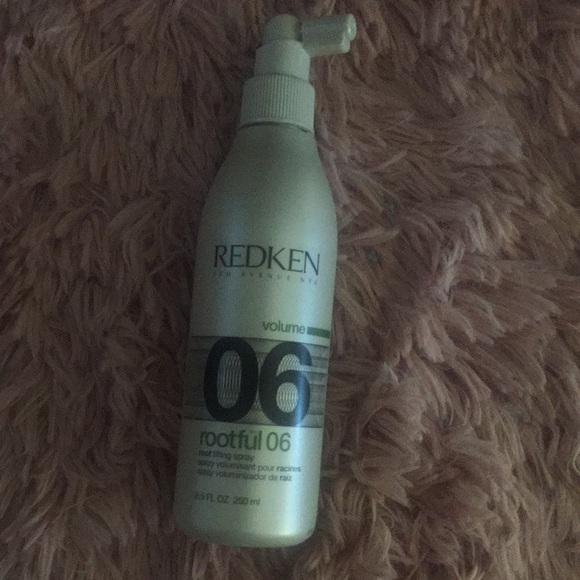 REDKEN
5TH AVENUE NYC
volume
06
rootful 06
root lifting spray
spray volumisant pour racines
spray voluminizador de raíz
8.5 FL OZ 250 ml